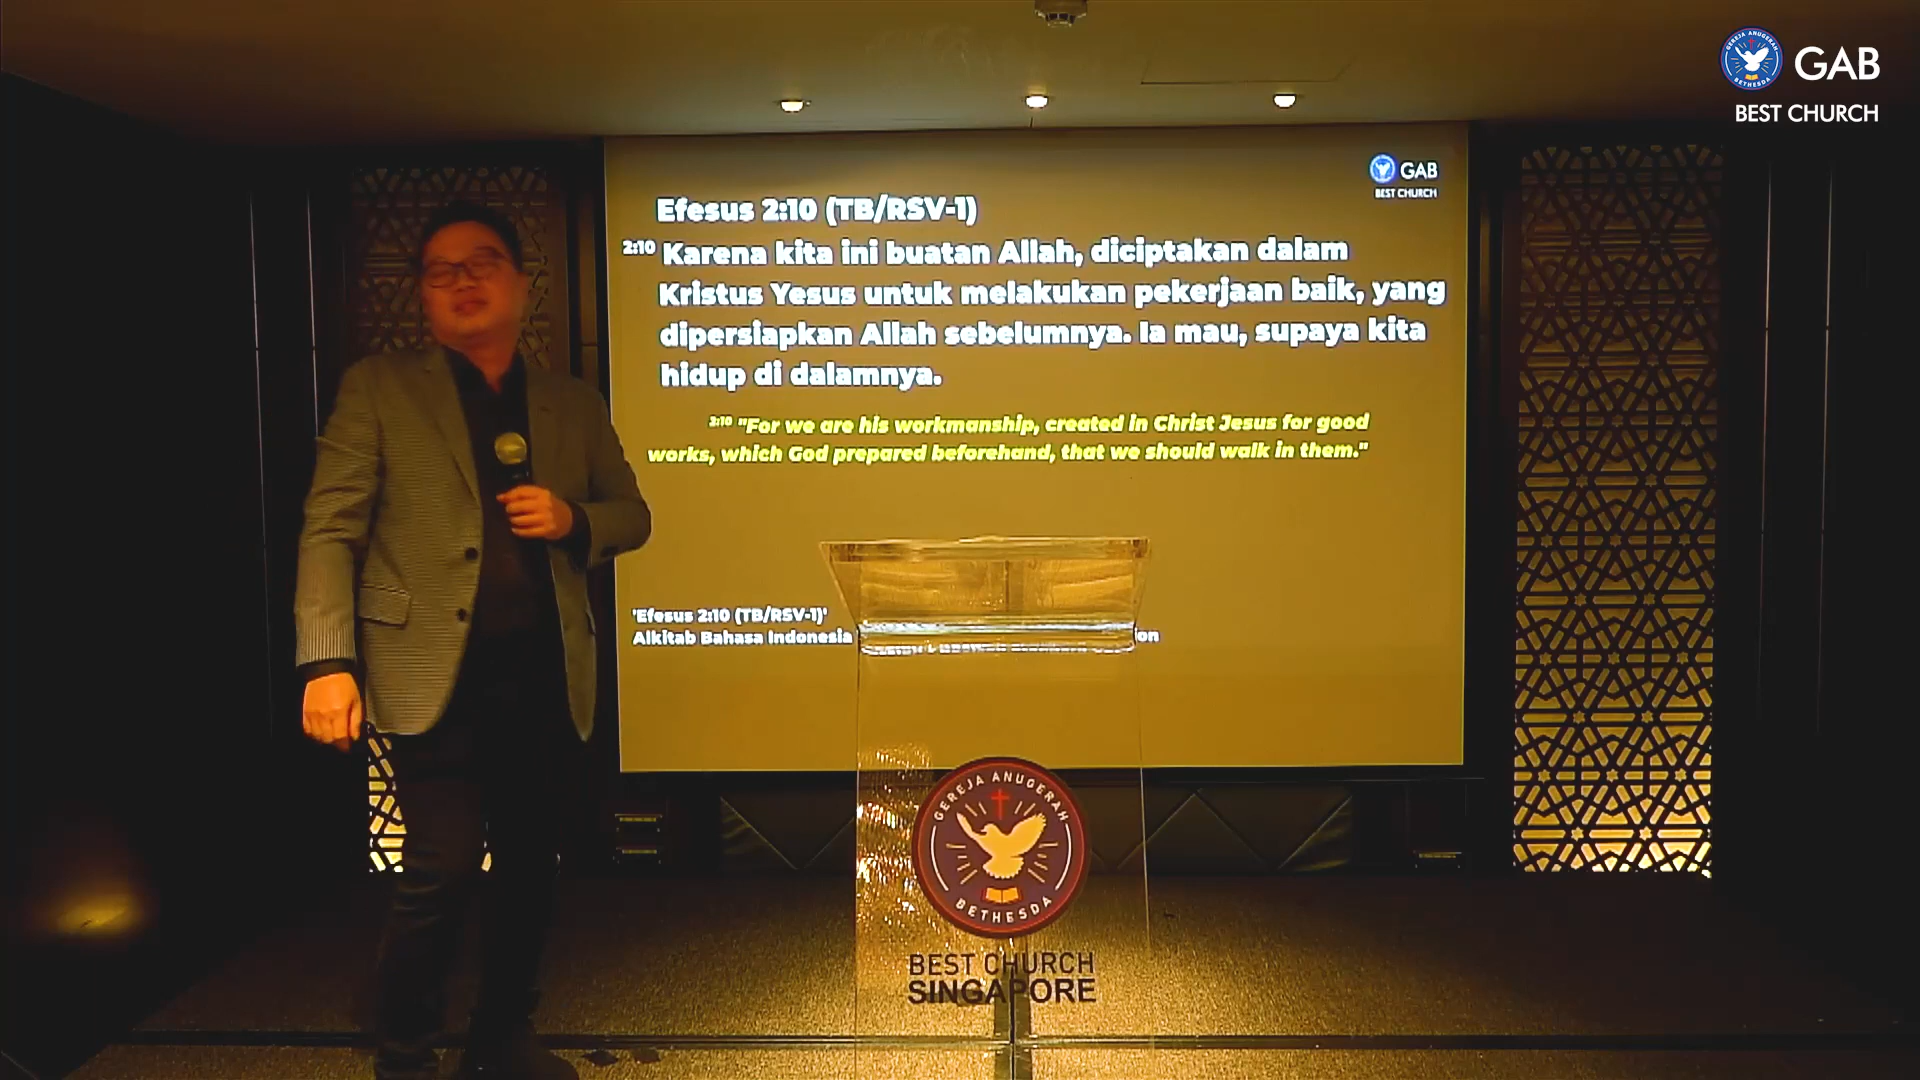 GEREJA ANUGERAH
BETHESDA
GAB
BEST CHURCH
GAB
BEST CHURCH
Efesus 2:10 (TB/RSV-1)
2:10 Karena kita ini buatan Allah, diciptakan dalam
Kristus Yesus untuk melakukan pekerjaan baik, yang
dipersiapkan Allah sebelumnya. Ia mau, supaya kita
hidup di dalamnya.
2:10 "For we are his workmanship, created in Christ Jesus for good
works, which God prepared beforehand, that we should walk in them."
'Efesus 2:10 (TB/RSV-1)'
Alkitab Bahasa Indonesia
GEREJA ANUGERAH
BETHESDA
BEST CHURCH
SINGAPORE